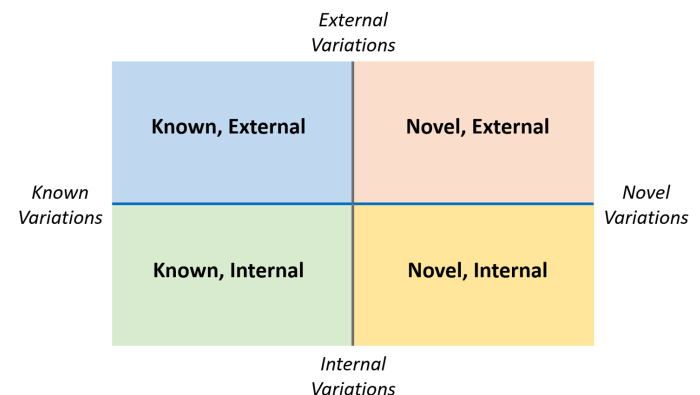 External
Variations
Known, External
Novel, External
Known
Variations
Novel
Variations
Known, Internal
Novel, Internal
Internal
Variations